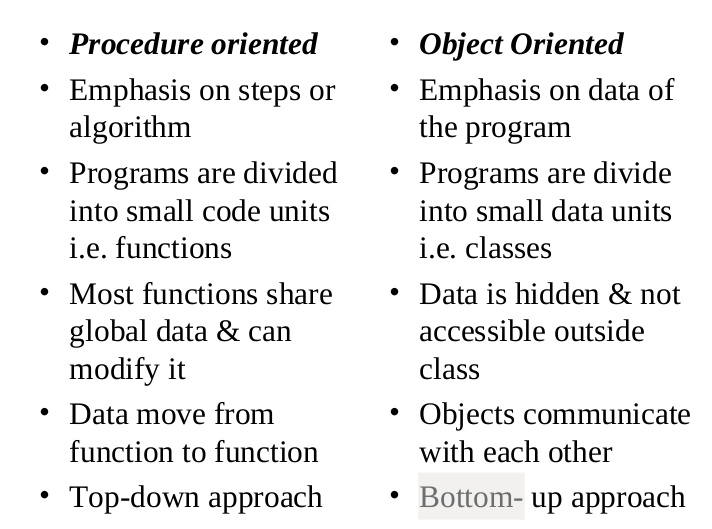 • Procedure oriented
• Emphasis on steps or
algorithm
• Programs are divided
into small code units
i.e. functions
• Most functions share
global data & can
modify it
• Data move from
function to function
• Top-down approach
• Object Oriented
• Emphasis on data of
the program
• Programs are divide
into small data units
i.e. classes
• Data is hidden & not
accessible outside
class
• Objects communicate
with each other
• Bottom- up approach